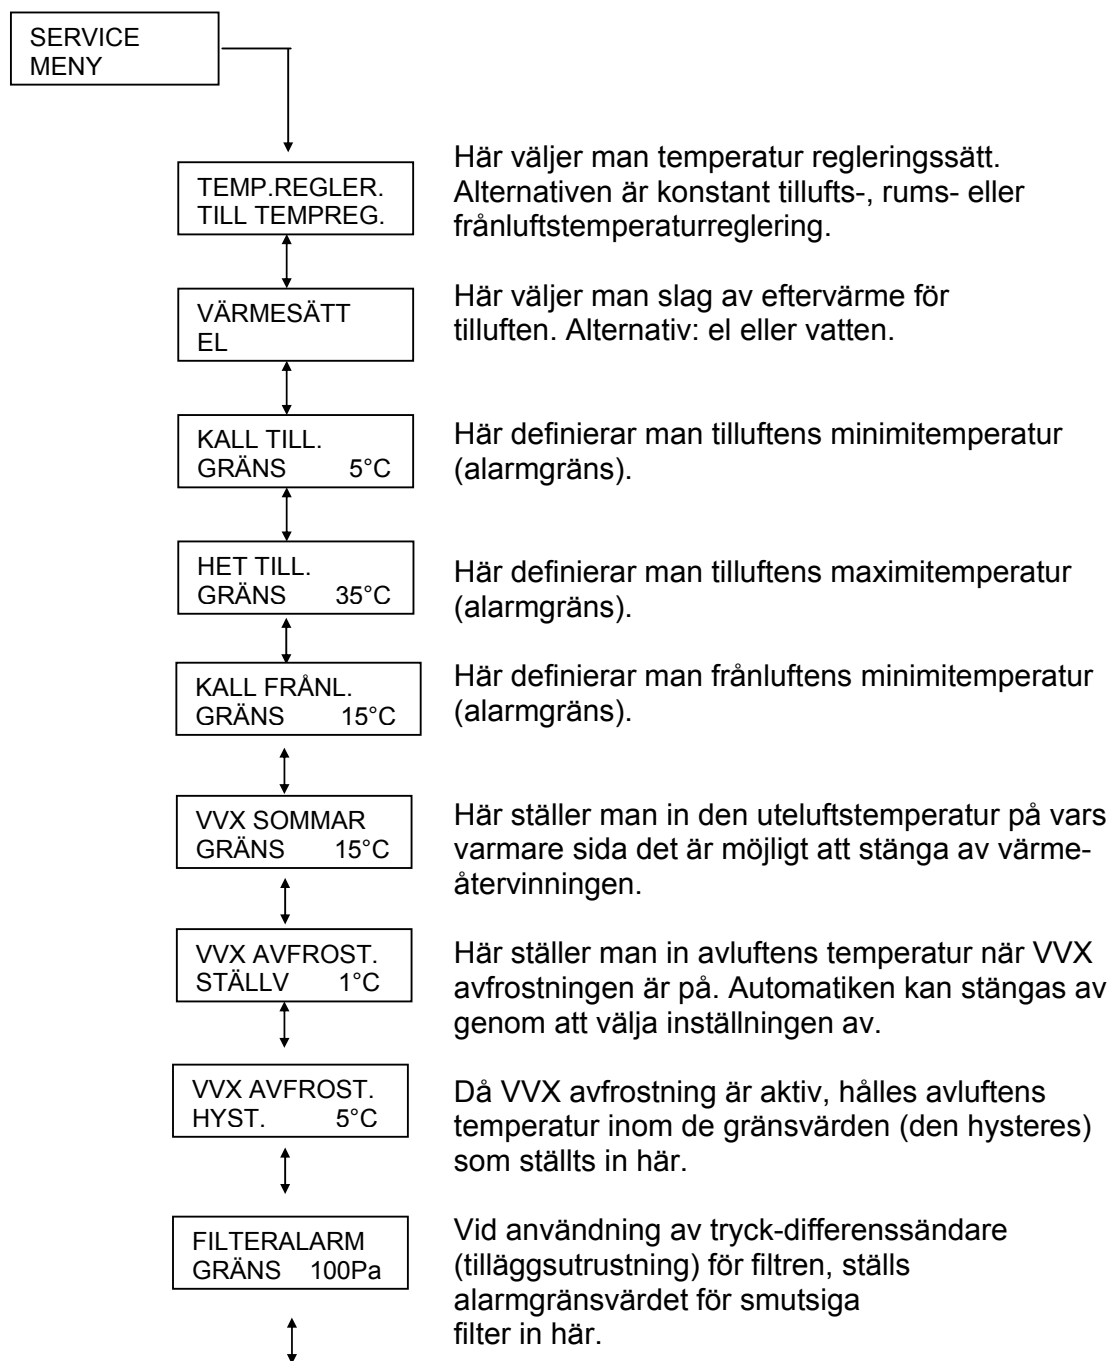 SERVICE
MENY
TEMP.REGLER.
TILL TEMPREG.
Här väljer man temperatur regleringssätt.
Alternativen är konstant tillufts-, rums- eller
frånluftstemperaturreglering.
VÄRMESÄTT
EL
Här väljer man slag av eftervärme för
tilluften. Alternativ: el eller vatten.
KALL TILL.
GRÄNS 5°C
Här definierar man tilluftens minimitemperatur
(alarmgräns).
HET TILL.
GRÄNS 35°C
Här definierar man tilluftens maximitemperatur
(alarmgräns).
KALL FRÅNL.
GRÄNS 15°C
Här definierar man frånluftens minimitemperatur
(alarmgräns).
VVX SOMMAR
GRÄNS 15°C
Här ställer man in den uteluftstemperatur på vars
varmare sida det är möjligt att stänga av värme-
återvinningen.
VVX AVFROST.
STÄLLV 1°C
Här ställer man in avluftens temperatur när VVX
avfrostningen är på. Automatiken kan stängas av
genom att välja inställningen av.
VVX AVFROST.
HYST. 5°C
Då VVX avfrostning är aktiv, hålles avluftens
temperatur inom de gränsvärden (den hysteres)
som ställts in här.
FILTERALARM
GRÄNS 100Pa
Vid användning av tryck-differenssändare
(tilläggsutrustning) för filtren, ställs
alarmgränsvärdet för smutsiga
filter in här.